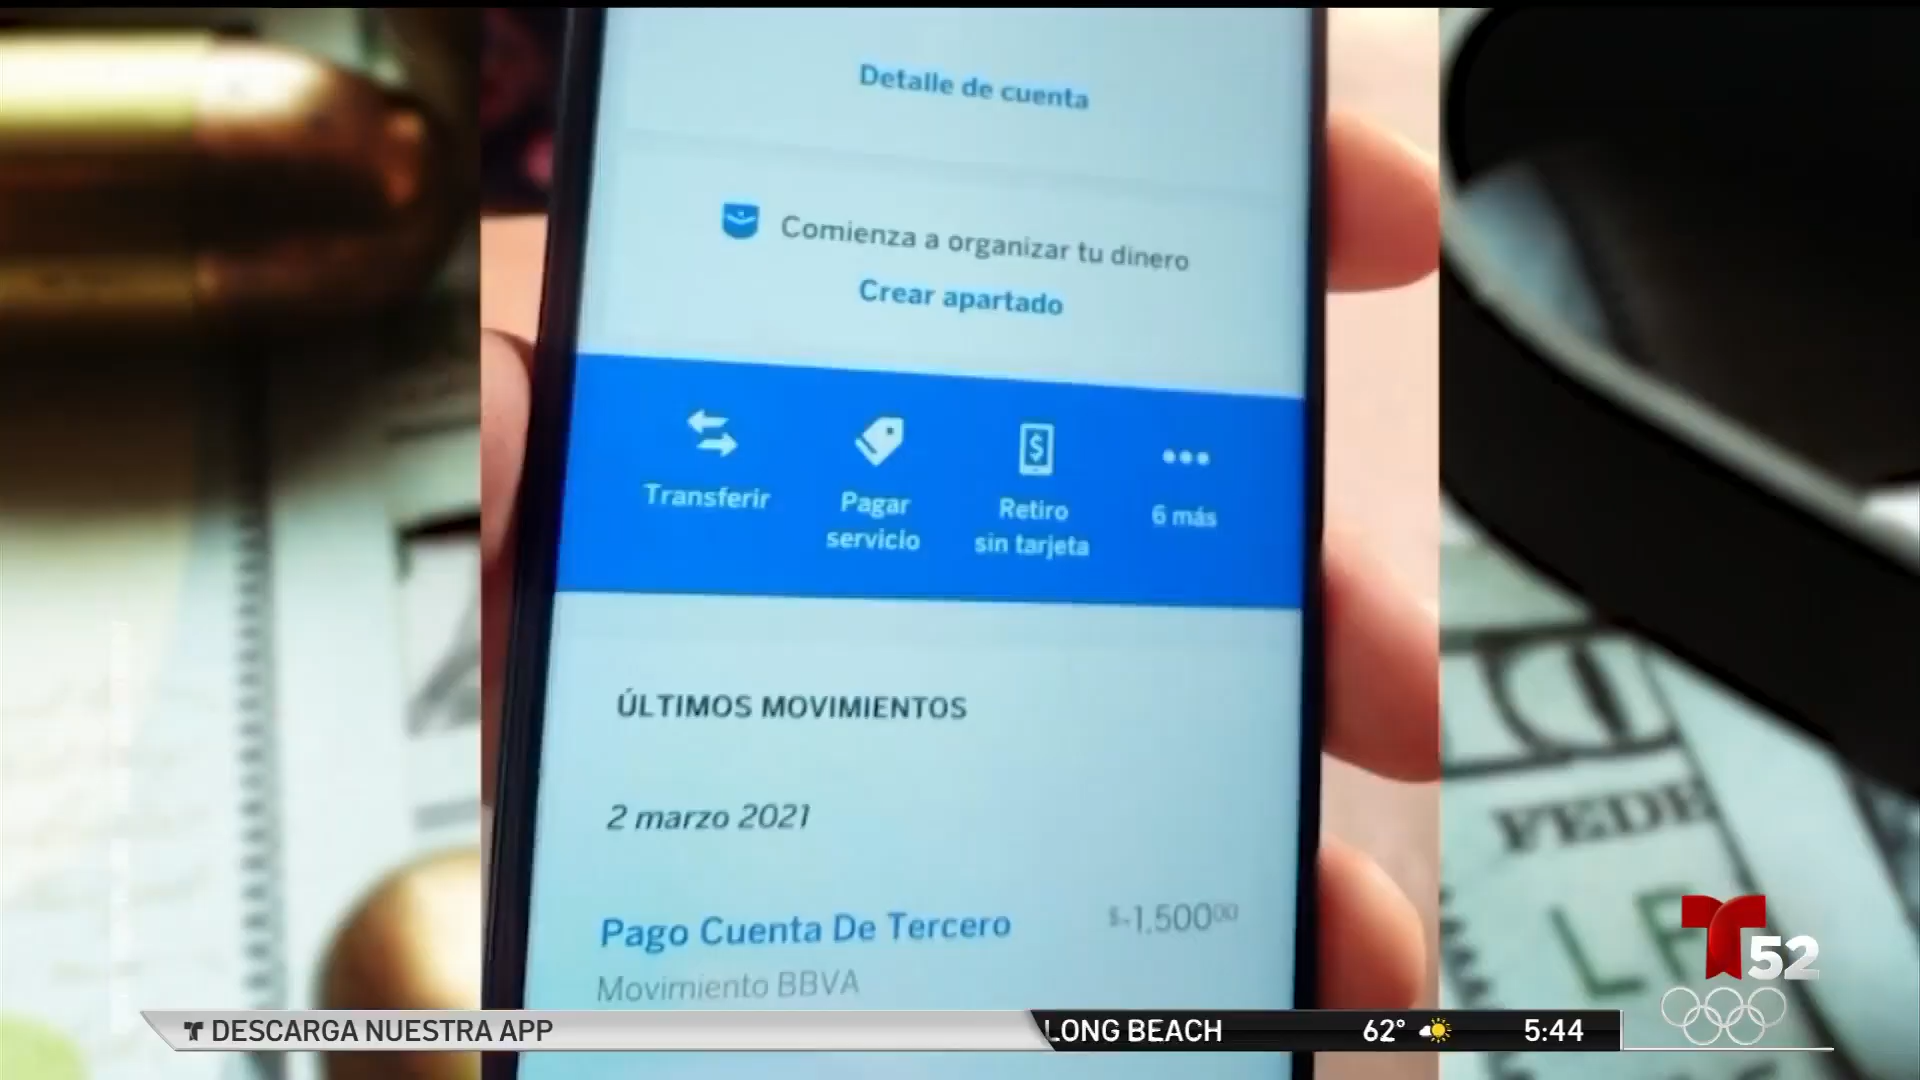 Detalle de cuenta
Comienza a organizar tu dinero
Crear apartado
Transferir
Pagar
servicio
Retiro
sin tarjeta
6 más
ÚLTIMOS MOVIMIENTOS
2 marzo 2021
Pago Cuenta De Tercero
$-1,500.00
Movimiento BBVA
FEDE
52
DESCARGA NUESTRA APP
LONG BEACH
62°
5:44